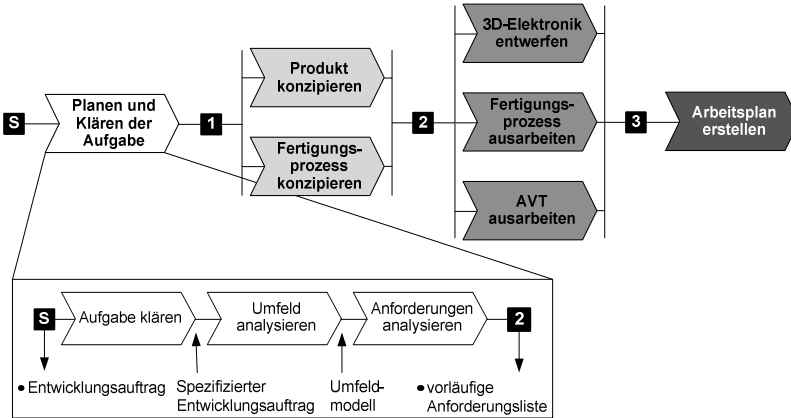 S
Planen und
Klären der
Aufgabe
1
Produkt
konzipieren
Fertigungs-
prozess
konzipieren
2
3D-Elektronik
entwerfen
Fertigungs-
prozess
ausarbeiten
AVT
ausarbeiten
3
Arbeitsplan
erstellen
S
Aufgabe klären
Umfeld
analysieren
Anforderungen
analysieren
2
• Entwicklungsauftrag
Spezifizierter
Entwicklungsauftrag
Umfeld-
modell
• vorläufige
Anforderungsliste